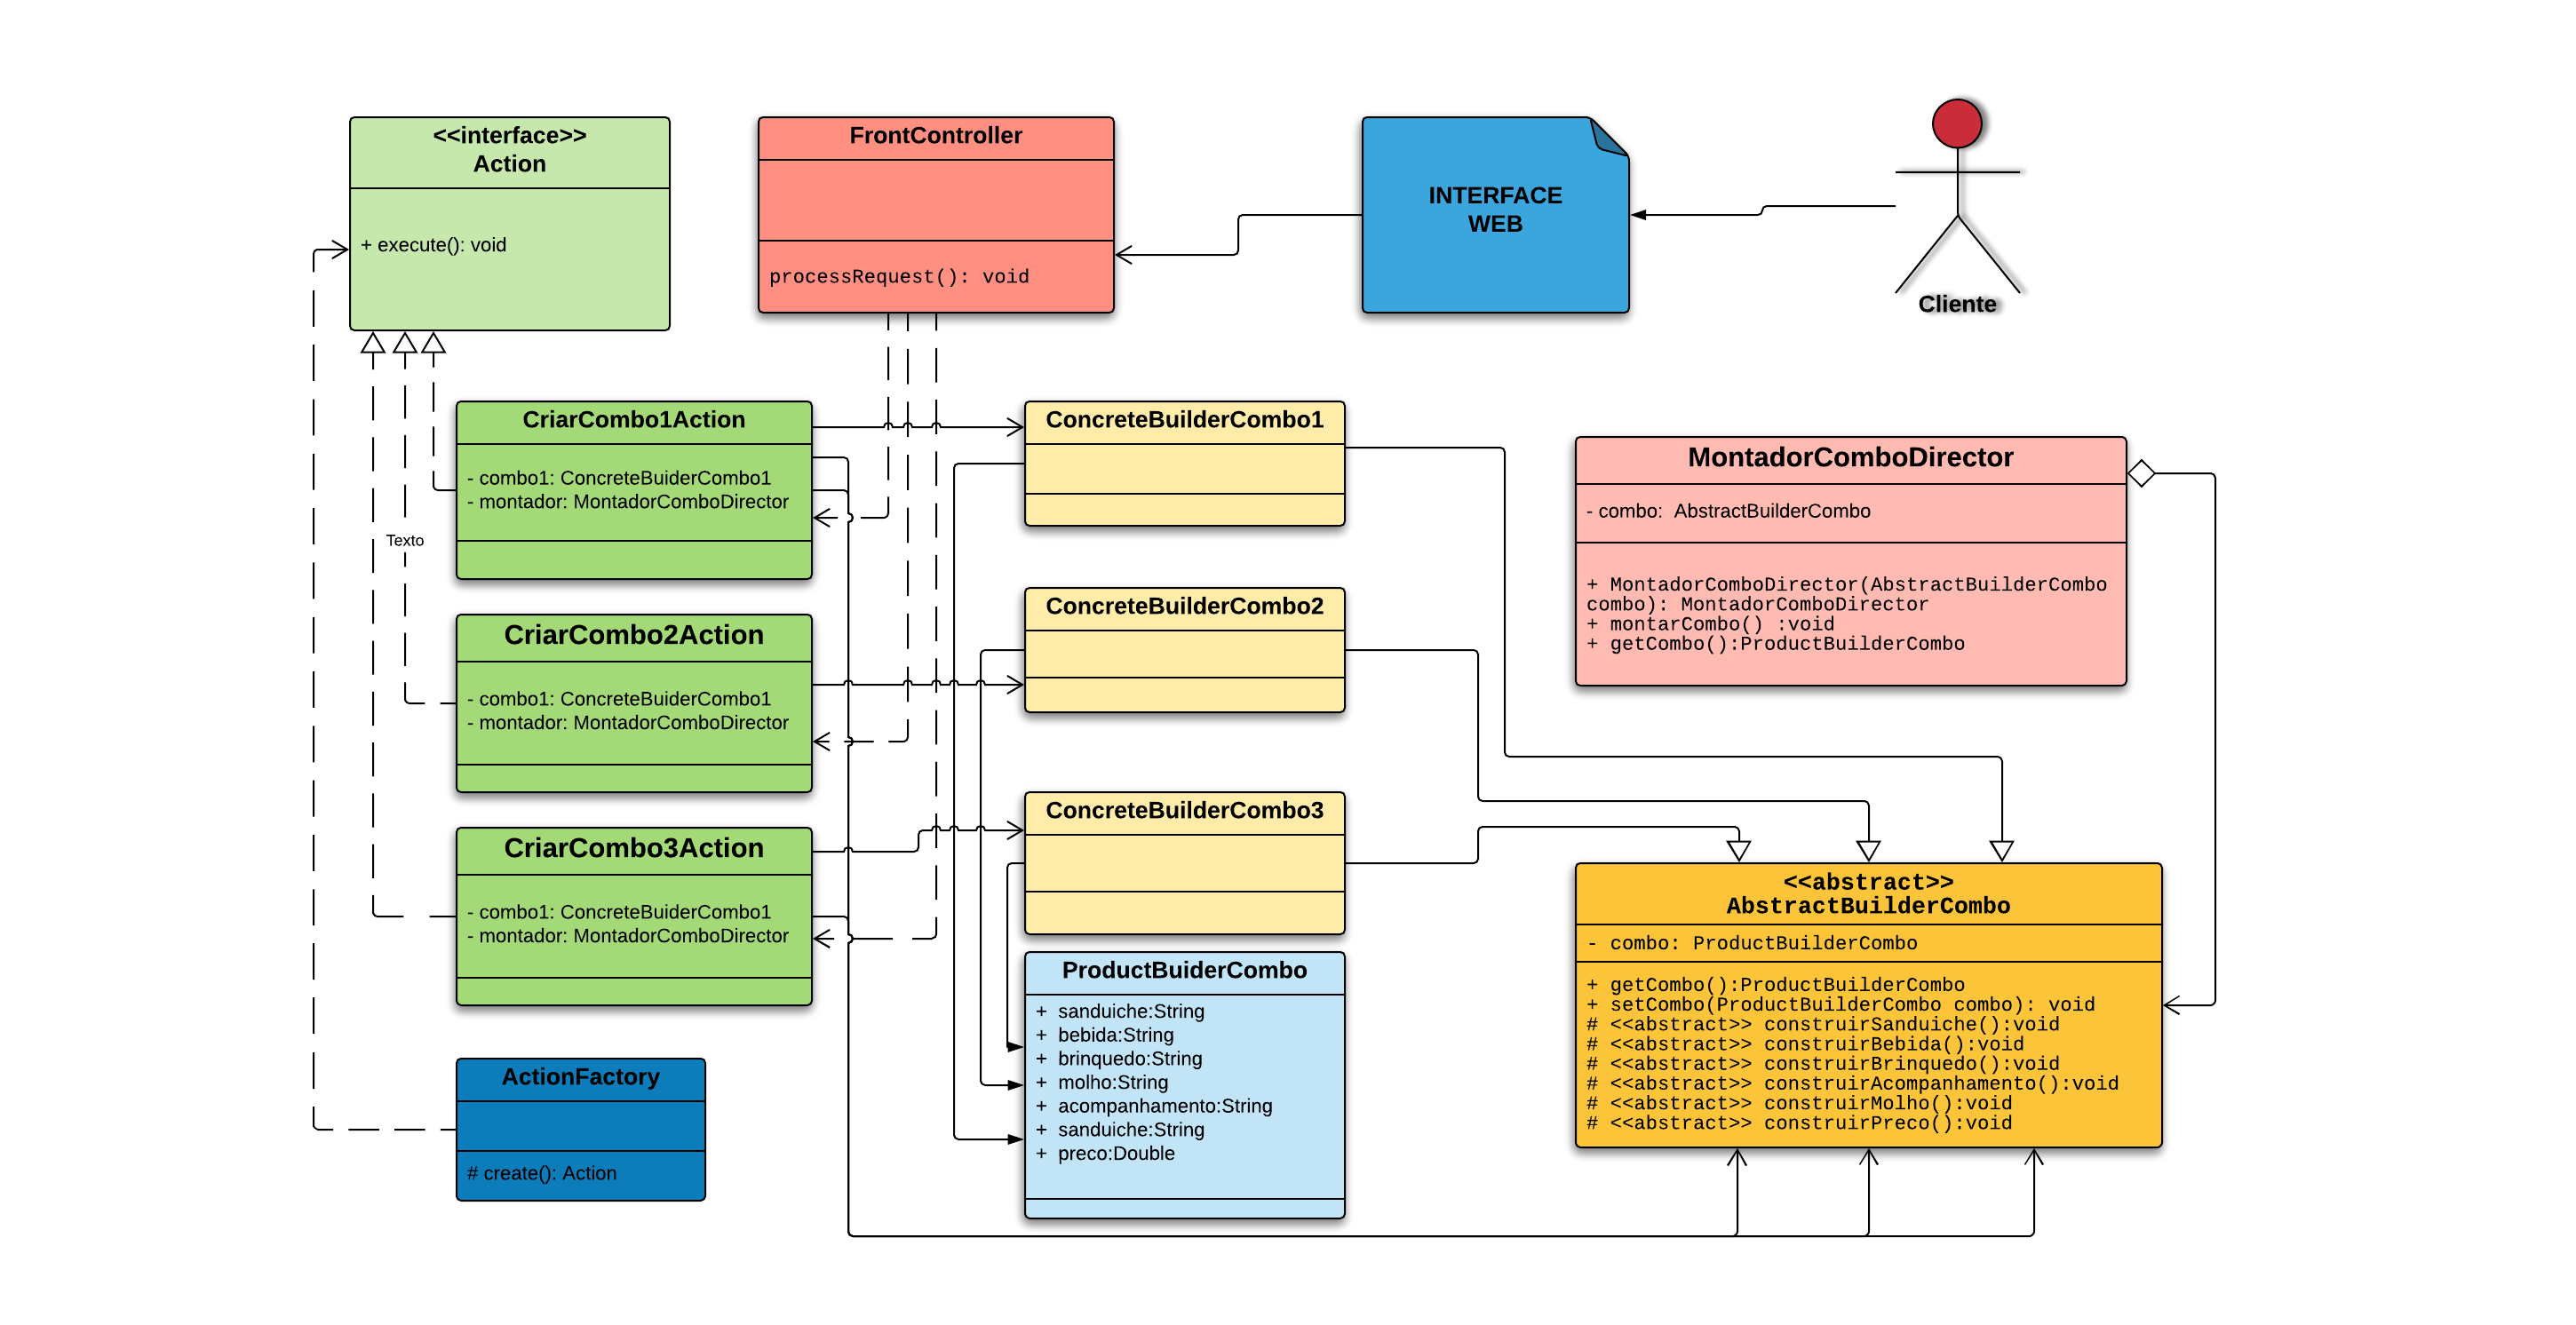 <<interface>>
Action
+ execute(): void
FrontController
processRequest(): void
INTERFACE
WEB
Cliente
CriarCombo1Action
- combo1: ConcreteBuiderCombo1
- montador: MontadorComboDirector
Texto
CriarCombo2Action
- combo1: ConcreteBuiderCombo1
- montador: MontadorComboDirector
CriarCombo3Action
- combo1: ConcreteBuiderCombo1
- montador: MontadorComboDirector
ActionFactory
# create(): Action
ConcreteBuilderCombo1
ConcreteBuilderCombo2
ConcreteBuilderCombo3
ProductBuiderCombo
+ sanduiche:String
+ bebida:String
+ brinquedo:String
+ molho:String
+ acompanhamento:String
+ sanduiche:String
+ preco:Double
MontadorComboDirector
- combo: AbstractBuilderCombo
+ MontadorComboDirector(AbstractBuilderCombo
combo): MontadorComboDirector
+ montarCombo() :void
+ getCombo():ProductBuilderCombo
<<abstract>>
AbstractBuilderCombo
- combo: ProductBuilderCombo
+ getCombo():ProductBuilderCombo
+ setCombo(ProductBuilderCombo combo): void
# <<abstract>> construirSanduiche():void
# <<abstract>> construirBebida():void
# <<abstract>> construirBrinquedo():void
# <<abstract>> construirAcompanhamento():void
# <<abstract>> construirMolho():void
# <<abstract>> construirPreco():void